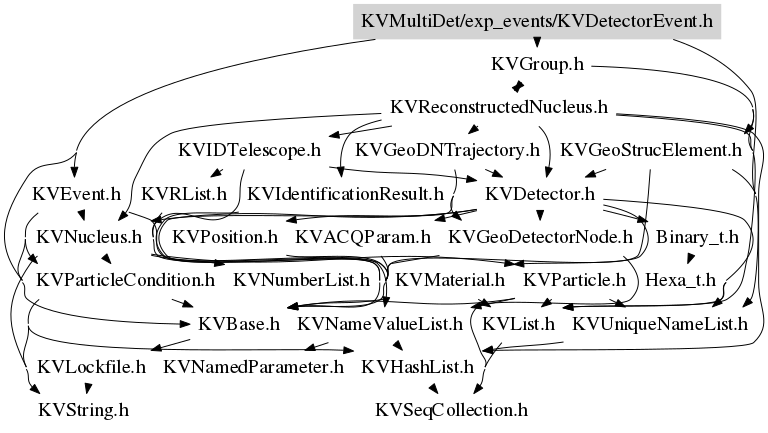 KVMultiDet/exp_events/KVDetectorEvent.h
KVGroup.h
KVReconstructedNucleus.h
KVIDTelescope.h KVGeoDNTrajectory.h KVGeoStrucElement.h
KVEvent.h KVRList.h KVIdentificationResult.h KVDetector.h
KVNucleus.h KVPosition.h KVACQParam.h KVGeoDetectorNode.h Binary_t.h
KVParticleCondition.h KVNumberList.h KVMaterial.h KVParticle.h Hexa_t.h
KVBase.h KVNameValueList.h KVList.h KVUniqueNameList.h
KVLockfile.h KVNamedParameter.h KVHashList.h
KVString.h KVSeqCollection.h